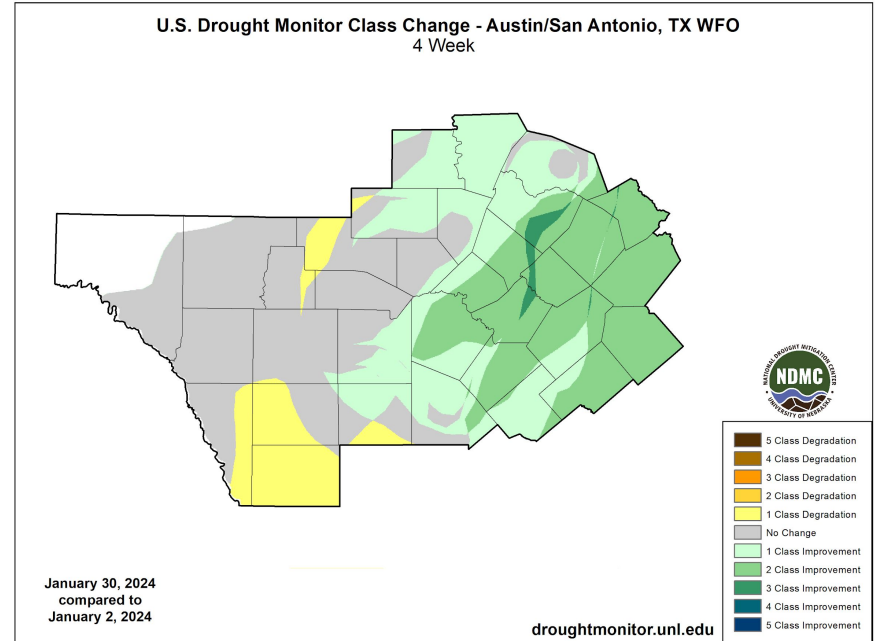 U.S. Drought Monitor Class Change - Austin/San Antonio, TX WFO
4 Week
NATIONAL DROUGHT MITIGATION CENTER
NDMC
UNIVERSITY OF NEBRASKA
5 Class Degradation
4 Class Degradation
3 Class Degradation
2 Class Degradation
1 Class Degradation
No Change
1 Class Improvement
2 Class Improvement
3 Class Improvement
4 Class Improvement
5 Class Improvement
January 30, 2024
compared to
January 2, 2024
droughtmonitor.unl.edu